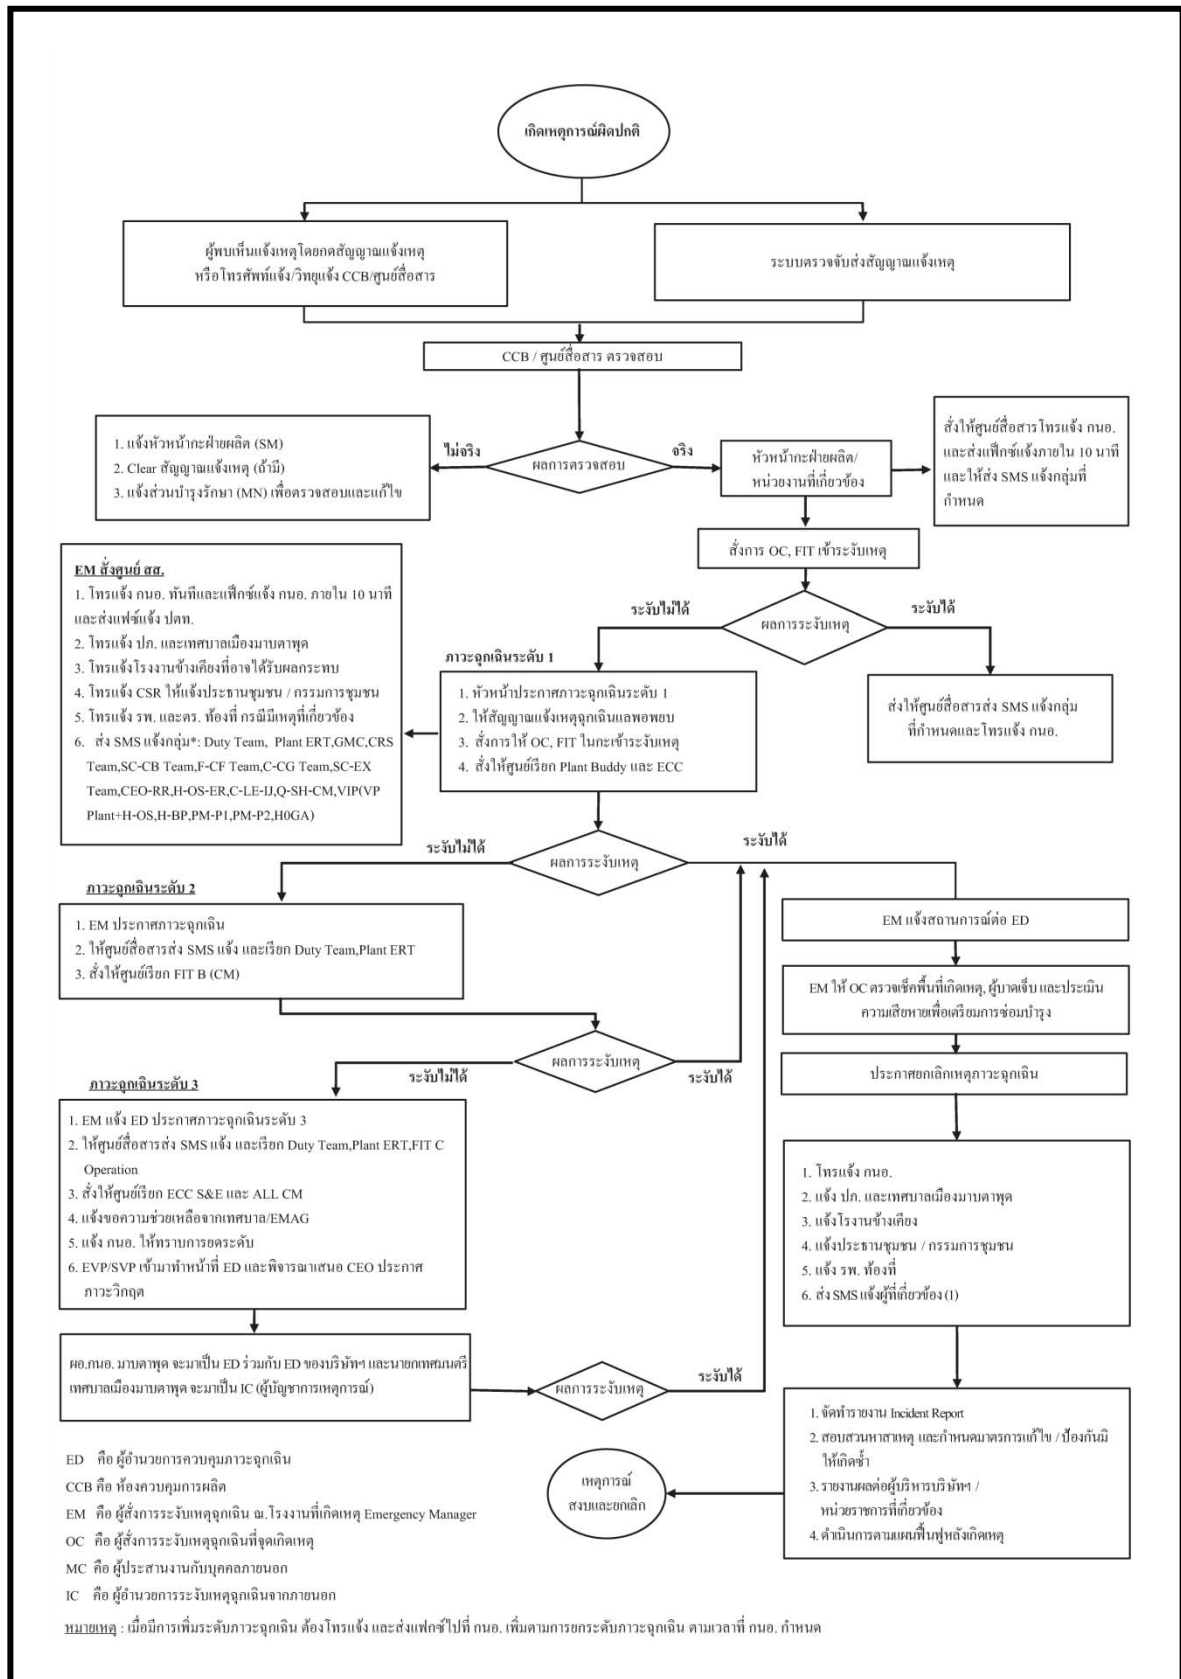 เกิดเหตุการณ์ผิดปกติ
ผู้พบเห็นแจ้งเหตุโดยกดสัญญาณแจ้งเหตุ
หรือโทรศัพท์แจ้ง/วิทยุแจ้ง CCB/ศูนย์สื่อสาร
ระบบตรวจจับส่งสัญญาณแจ้งเหตุ
CCB / ศูนย์สื่อสาร ตรวจสอบ
1. แจ้งหัวหน้ากะฝ่ายผลิต (SM)
2. Clear สัญญาณแจ้งเหตุ (ถ้ามี)
3. แจ้งส่วนบำรุงรักษา (MN) เพื่อตรวจสอบและแก้ไข
ไม่จริง
ผลการตรวจสอบ
จริง
หัวหน้ากะฝ่ายผลิต/
หน่วยงานที่เกี่ยวข้อง
สั่งให้ศูนย์สื่อสารโทรแจ้ง กนอ.
และส่งแฟ็กซ์แจ้งภายใน 10 นาที
และให้ส่ง SMS แจ้งกลุ่มที่
กำหนด
สั่งการ OC, FIT เข้าระงับเหตุ
ระงับไม่ได้
ผลการระงับเหตุ
ระงับได้
EM สั่งศูนย์ สส.
1. โทรแจ้ง กนอ. ทันทีและแฟ็กซ์แจ้ง กนอ. ภายใน 10 นาที
และส่งแฟซ์แจ้ง ปตท.
2. โทรแจ้ง ปภ. และเทศบาลเมืองมาบตาพุด
3. โทรแจ้งโรงงานข้างเคียงที่อาจได้รับผลกระทบ
4. โทรแจ้ง CSR ให้แจ้งประธานชุมชน / กรรมการชุมชน
5. โทรแจ้ง รพ. และตร. ท้องที่ กรณีมีเหตุที่เกี่ยวข้อง
6. ส่ง SMS แจ้งกลุ่ม*: Duty Team, Plant ERT,GMC,CRS
Team,SC-CB Team,F-CF Team,C-CG Team,SC-EX
Team,CEO-RR,H-OS-ER,C-LE-IJ,Q-SH-CM,VIP(VP
Plant+H-OS,H-BP,PM-P1,PM-P2,H0GA)
ภาวะฉุกเฉินระดับ 1
1. หัวหน้าประกาศภาวะฉุกเฉินระดับ 1
2. ให้สัญญาณแจ้งเหตุฉุกเฉินแลพอพยบ
3. สั่งการให้ OC, FIT ในกะเข้าระงับเหตุ
4. สั่งให้ศูนย์เรียก Plant Buddy และ ECC
ส่งให้ศูนย์สื่อสารส่ง SMS แจ้งกลุ่ม
ที่กำหนดและโทรแจ้ง กนอ.
ระงับไม่ได้
ผลการระงับเหตุ
ระงับได้
ภาวะฉุกเฉินระดับ 2
1. EM ประกาศภาวะฉุกเฉิน
2. ให้ศูนย์สื่อสารส่ง SMS แจ้ง และเรียก Duty Team,Plant ERT
3. สั่งให้ศูนย์เรียก FIT B (CM)
EM แจ้งสถานการณ์ต่อ ED
EM ให้ OC ตรวจเช็คพื้นที่เกิดเหตุ, ผู้บาดเจ็บ และประเมิน
ความเสียหายเพื่อเตรียมการซ่อมบำรุง
ระงับไม่ได้
ผลการระงับเหตุ
ระงับได้
ประกาศยกเลิกเหตุภาวะฉุกเฉิน
ภาวะฉุกเฉินระดับ 3
1. EM แจ้ง ED ประกาศภาวะฉุกเฉินระดับ 3
2. ให้ศูนย์สื่อสารส่ง SMS แจ้ง และเรียก Duty Team,Plant ERT,FIT C
Operation
3. สั่งให้ศูนย์เรียก ECC S&E และ ALL CM
4. แจ้งขอความช่วยเหลือจากเทศบาล/EMAG
5. แจ้ง กนอ. ให้ทราบการยดระดับ
6. EVP/SVP เข้ามาทำหน้าที่ ED และพิจารณาเสนอ CEO ประกาศ
ภาวะวิกฤต
1. โทรแจ้ง กนอ.
2. แจ้ง ปภ. และเทศบาลเมืองมาบตาพุด
3. แจ้งโรงานข้างเคียง
4. แจ้งประธานชุมชน / กรรมการชุมชน
5. แจ้ง รพ. ท้องที่
6. ส่ง SMS แจ้งผู้ที่เกี่ยวข้อง (1)
ผอ.กนอ. มาบตาพุด จะมาเป็น ED ร่วมกับ ED ของบริษัทฯ และนายกเทศมนตรี
เทศบาลเมืองมาบตาพุด จะมาเป็น IC (ผู้บัญชาการเหตุการณ์)
ผลการระงับเหตุ
ระงับได้
1. จัดทำรายงาน Incident Report
2. สอบสวนหาสาเหตุ และกำหนดมาตรการแก้ไข / ป้องกันมิ
ให้เกิดซ้ำ
3. รายงานผลต่อผู้บริหารบริษัทฯ /
หน่วยราชการที่เกี่ยวข้อง
4. ดำเนินการตามแผนฟื้นฟูหลังเกิดเหตุ
เหตุการณ์
สงบและยกเลิก
ED คือ ผู้อำนวยการควบคุมภาวะฉุกเฉิน
CCB คือ ห้องควบคุมการผลิต
EM คือ ผู้สั่งการระงับเหตุฉุกเฉิน ณ.โรงงานที่เกิดเหตุ Emergency Manager
OC คือ ผู้สั่งการระงับเหตุฉุกเฉินที่จุดเกิดเหตุ
MC คือ ผู้ประสานงานกับบุคคลภายนอก
IC คือ ผู้อำนวยการระงับเหตุฉุกเฉินจากภายนอก
หมายเหตุ : เมื่อมีการเพิ่มระดับภาวะฉุกเฉิน ต้องโทรแจ้ง และส่งแฟกซ์ไปที่ กนอ. เพิ่มตามการยกระดับภาวะฉุกเฉิน ตามเวลาที่ กนอ. กำหนด